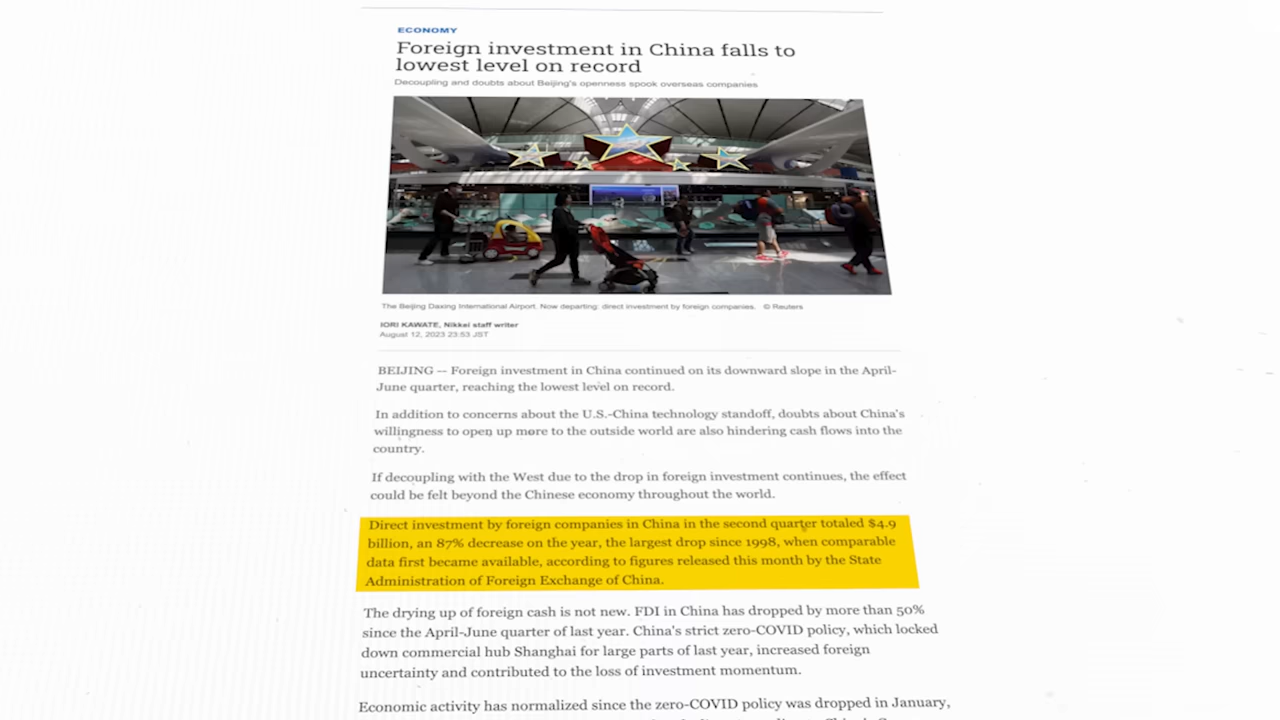 ECONOMY
Foreign investment in China falls to
lowest level on record
Decoupling and doubts about Beijing's openness spook overseas companies
The Beijing Daxing International Airport. Now departing: direct investment by foreign companies. © Reuters
IORI KAWATE, Nikkei staff writer
August 12, 2023 23:53 JST
BEIJING — Foreign investment in China continued on its downward slope in the April-
June quarter, reaching the lowest level on record.
In addition to concerns about the U.S.-China technology standoff, doubts about China's
willingness to open up more to the outside world are also hindering cash flows into the
country.
If decoupling with the West due to the drop in foreign investment continues, the effect
could be felt beyond the Chinese economy throughout the world.
Direct investment by foreign companies in China in the second quarter totaled $4.9
billion, an 87% decrease on the year, the largest drop since 1998, when comparable
data first became available, according to figures released this month by the State
Administration of Foreign Exchange of China.
The drying up of foreign cash is not new. FDI in China has dropped by more than 50%
since the April-June quarter of last year. China's strict zero-COVID policy, which locked
down commercial hub Shanghai for large parts of last year, increased foreign
uncertainty and contributed to the loss of investment momentum.
Economic activity has normalized since the zero-COVID policy was dropped in January,